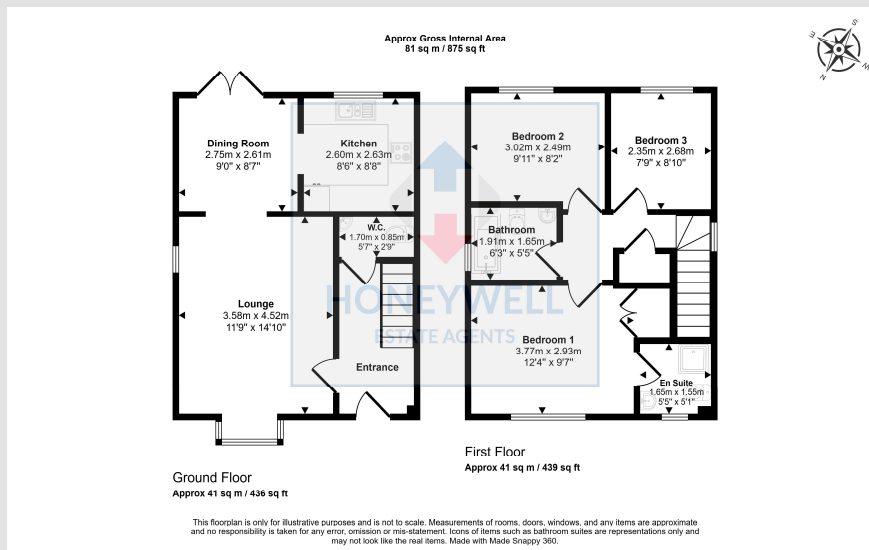 Approx Gross Internal Area
81 sq m / 875 sq ft
S
E
W
N
Dining Room
2.75m x 2.61m
9'0" x 8'7"
Kitchen
2.60m x 2.63m
8'6" x 8'8"
W.C.
1.70m x 0.85m
5'7" x 2'9"
Lounge
3.58m x 4.52m
11'9" x 14'10"
Entrance
Bedroom 2
3.02m x 2.49m
9'11" x 8'2"
Bedroom 3
2.35m x 2.68m
7'9" x 8'10"
Bathroom
1.91m x 1.65m
6'3" x 5'5"
Bedroom 1
3.77m x 2.93m
12'4" x 9'7"
En Suite
1.65m x 1.55m
5'5" x 5'1"
HONEYWELL
ESTATE AGENTS
Ground Floor
Approx 41 sq m / 436 sq ft
First Floor
Approx 41 sq m / 439 sq ft
This floorplan is only for illustrative purposes and is not to scale. Measurements of rooms, doors, windows, and any items are approximate
and no responsibility is taken for any error, omission or mis-statement. Icons of items such as bathroom suites are representations only and
may not look like the real items. Made with Made Snappy 360.